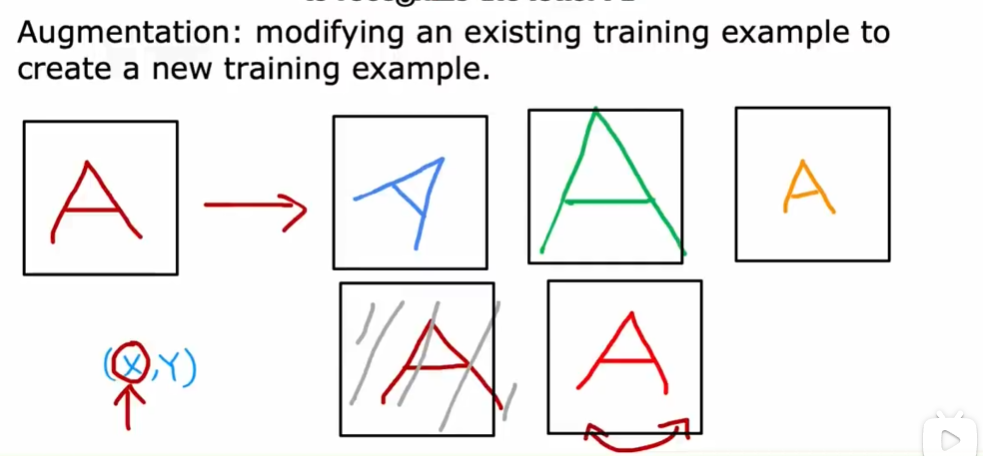 Augmentation: modifying an existing training example to
create a new training example.
A A A A
A A
(X,Y)